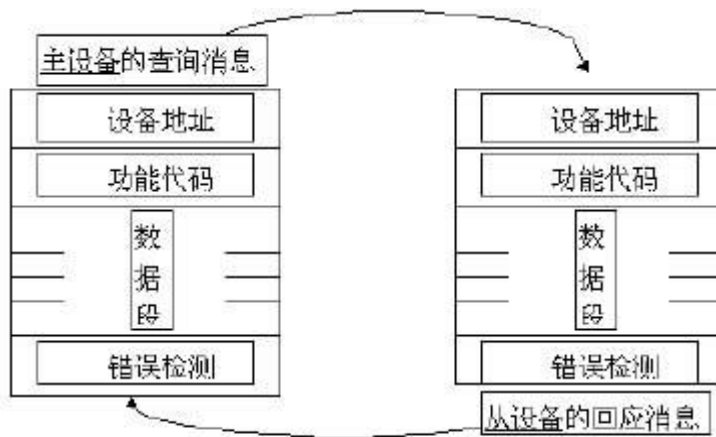 主设备的查询消息
设备地址
功能代码
数
据
段
错误检测
设备地址
功能代码
数
据
段
错误检测
从设备的回应消息